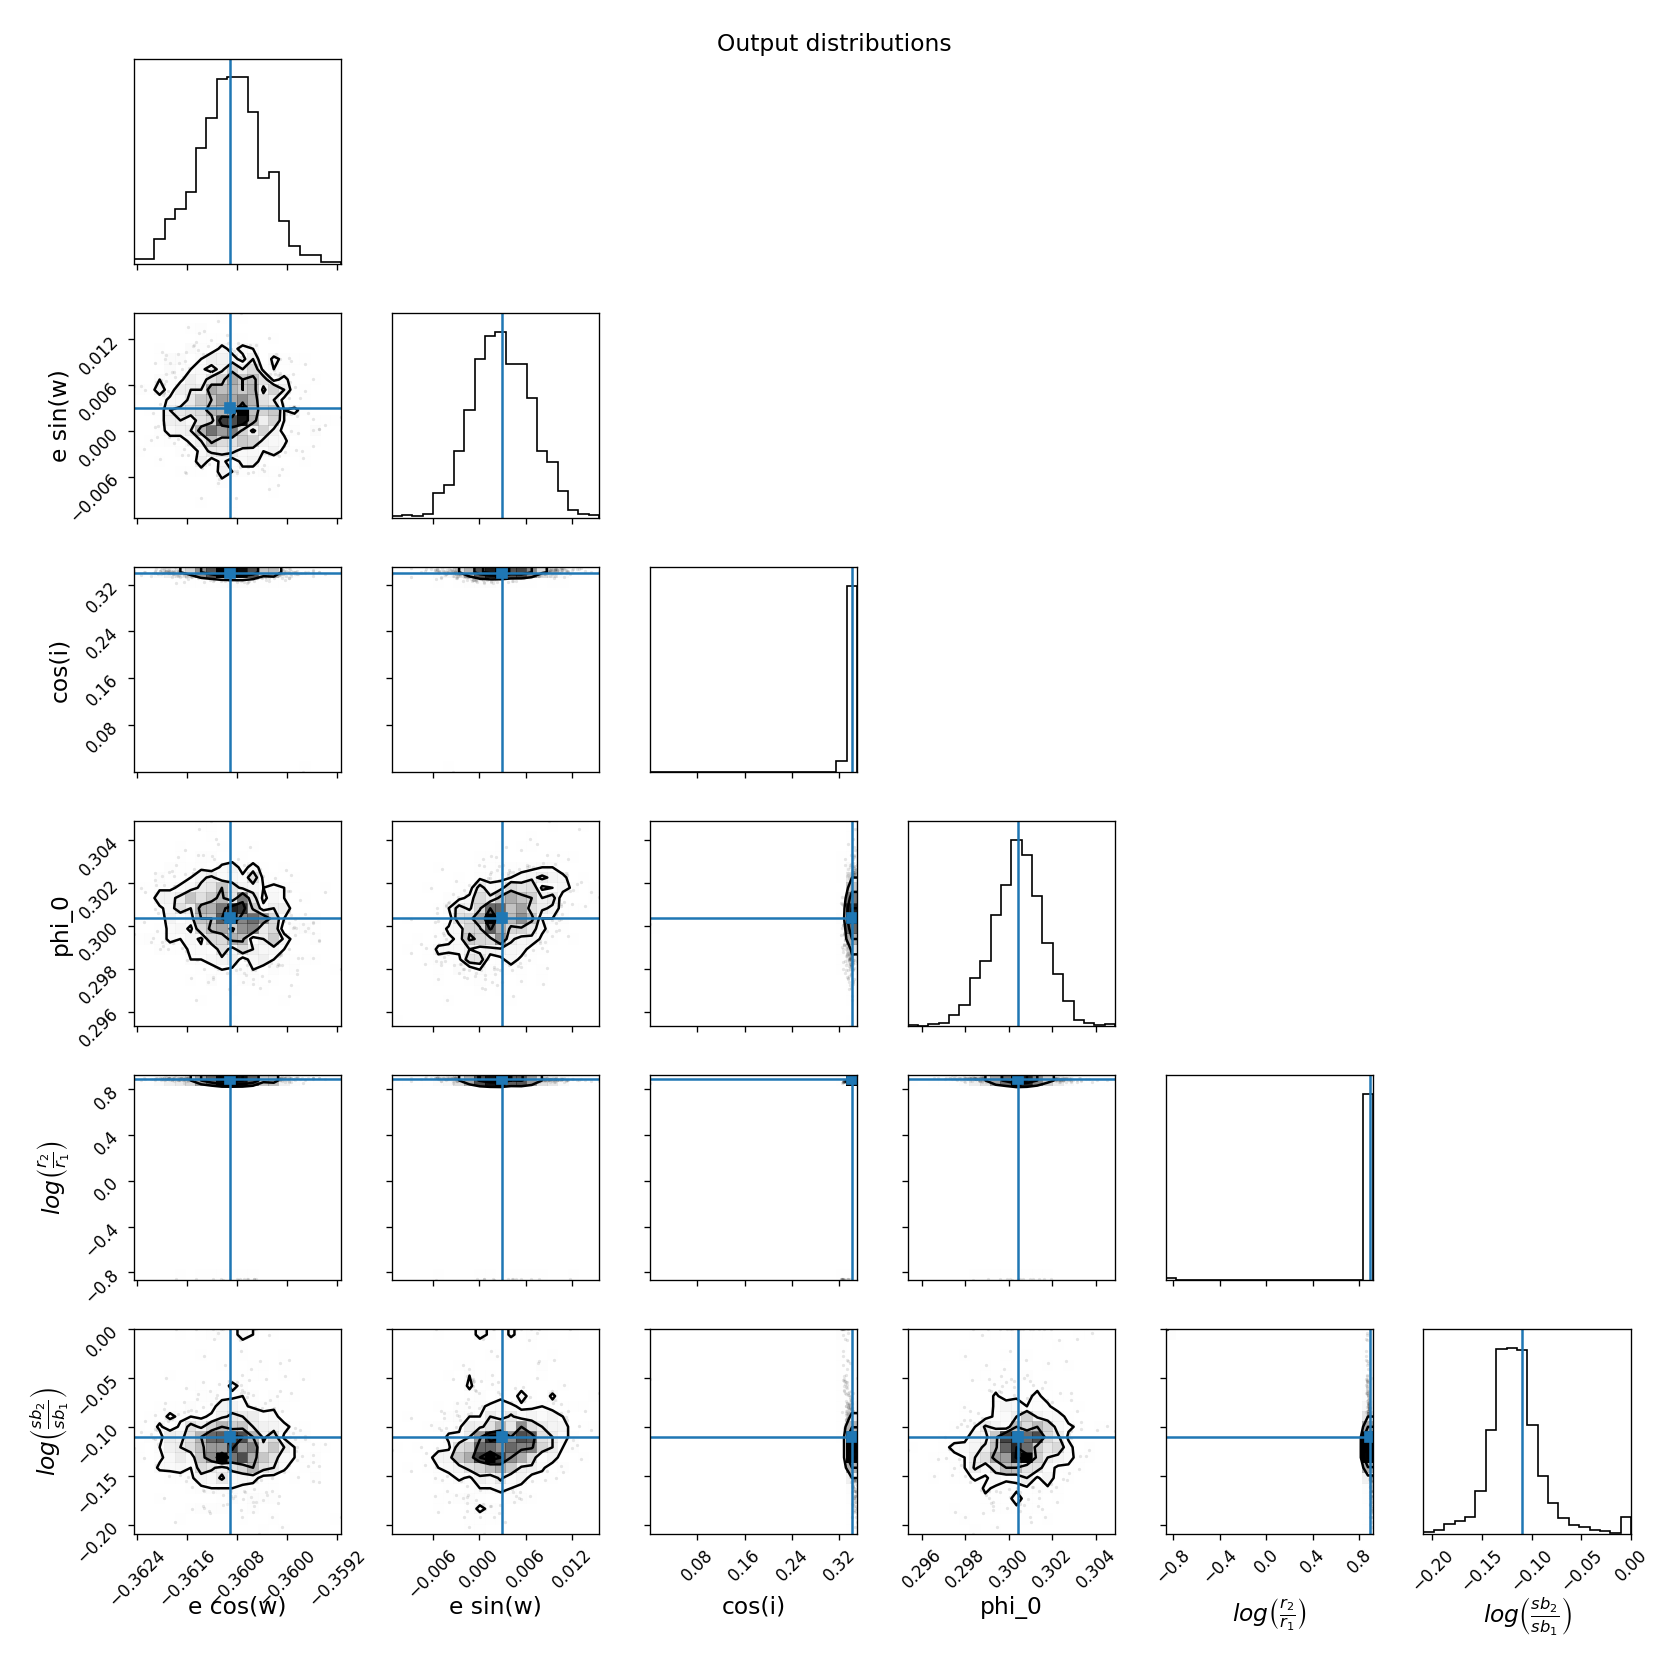 Output distributions
e sin(w)
0.012
0.006
0.000
−0.006
cos(i)
0.32
0.24
0.16
0.08
phi_0
0.304
0.302
0.300
0.298
0.296
log(r2/r1)
0.8
0.4
0.0
−0.4
−0.8
log(sb2/sb1)
0.00
−0.05
−0.10
−0.15
−0.20
−0.3624 −0.3616 −0.3608 −0.3600 −0.3592 −0.006 0.000 0.006 0.012 0.08 0.16 0.24 0.32 0.296 0.298 0.300 0.302 0.304 −0.8 −0.4 0.0 0.4 0.8 −0.20 −0.15 −0.10 −0.05 0.00
e cos(w) e sin(w) cos(i) phi_0 log(r2/r1) log(sb2/sb1)